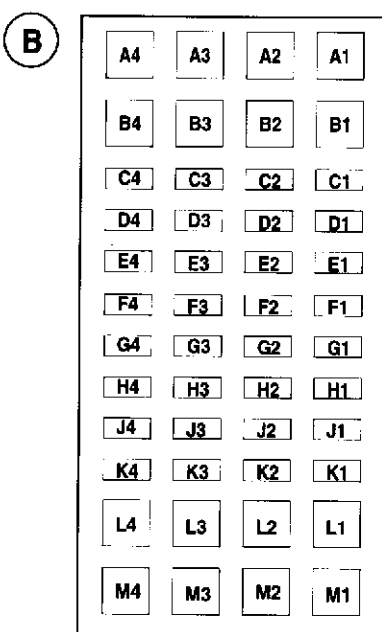 B
A4 A3 A2 A1
B4 B3 B2 B1
C4 C3 C2 C1
D4 D3 D2 D1
E4 E3 E2 E1
F4 F3 F2 F1
G4 G3 G2 G1
H4 H3 H2 H1
J4 J3 J2 J1
K4 K3 K2 K1
L4 L3 L2 L1
M4 M3 M2 M1